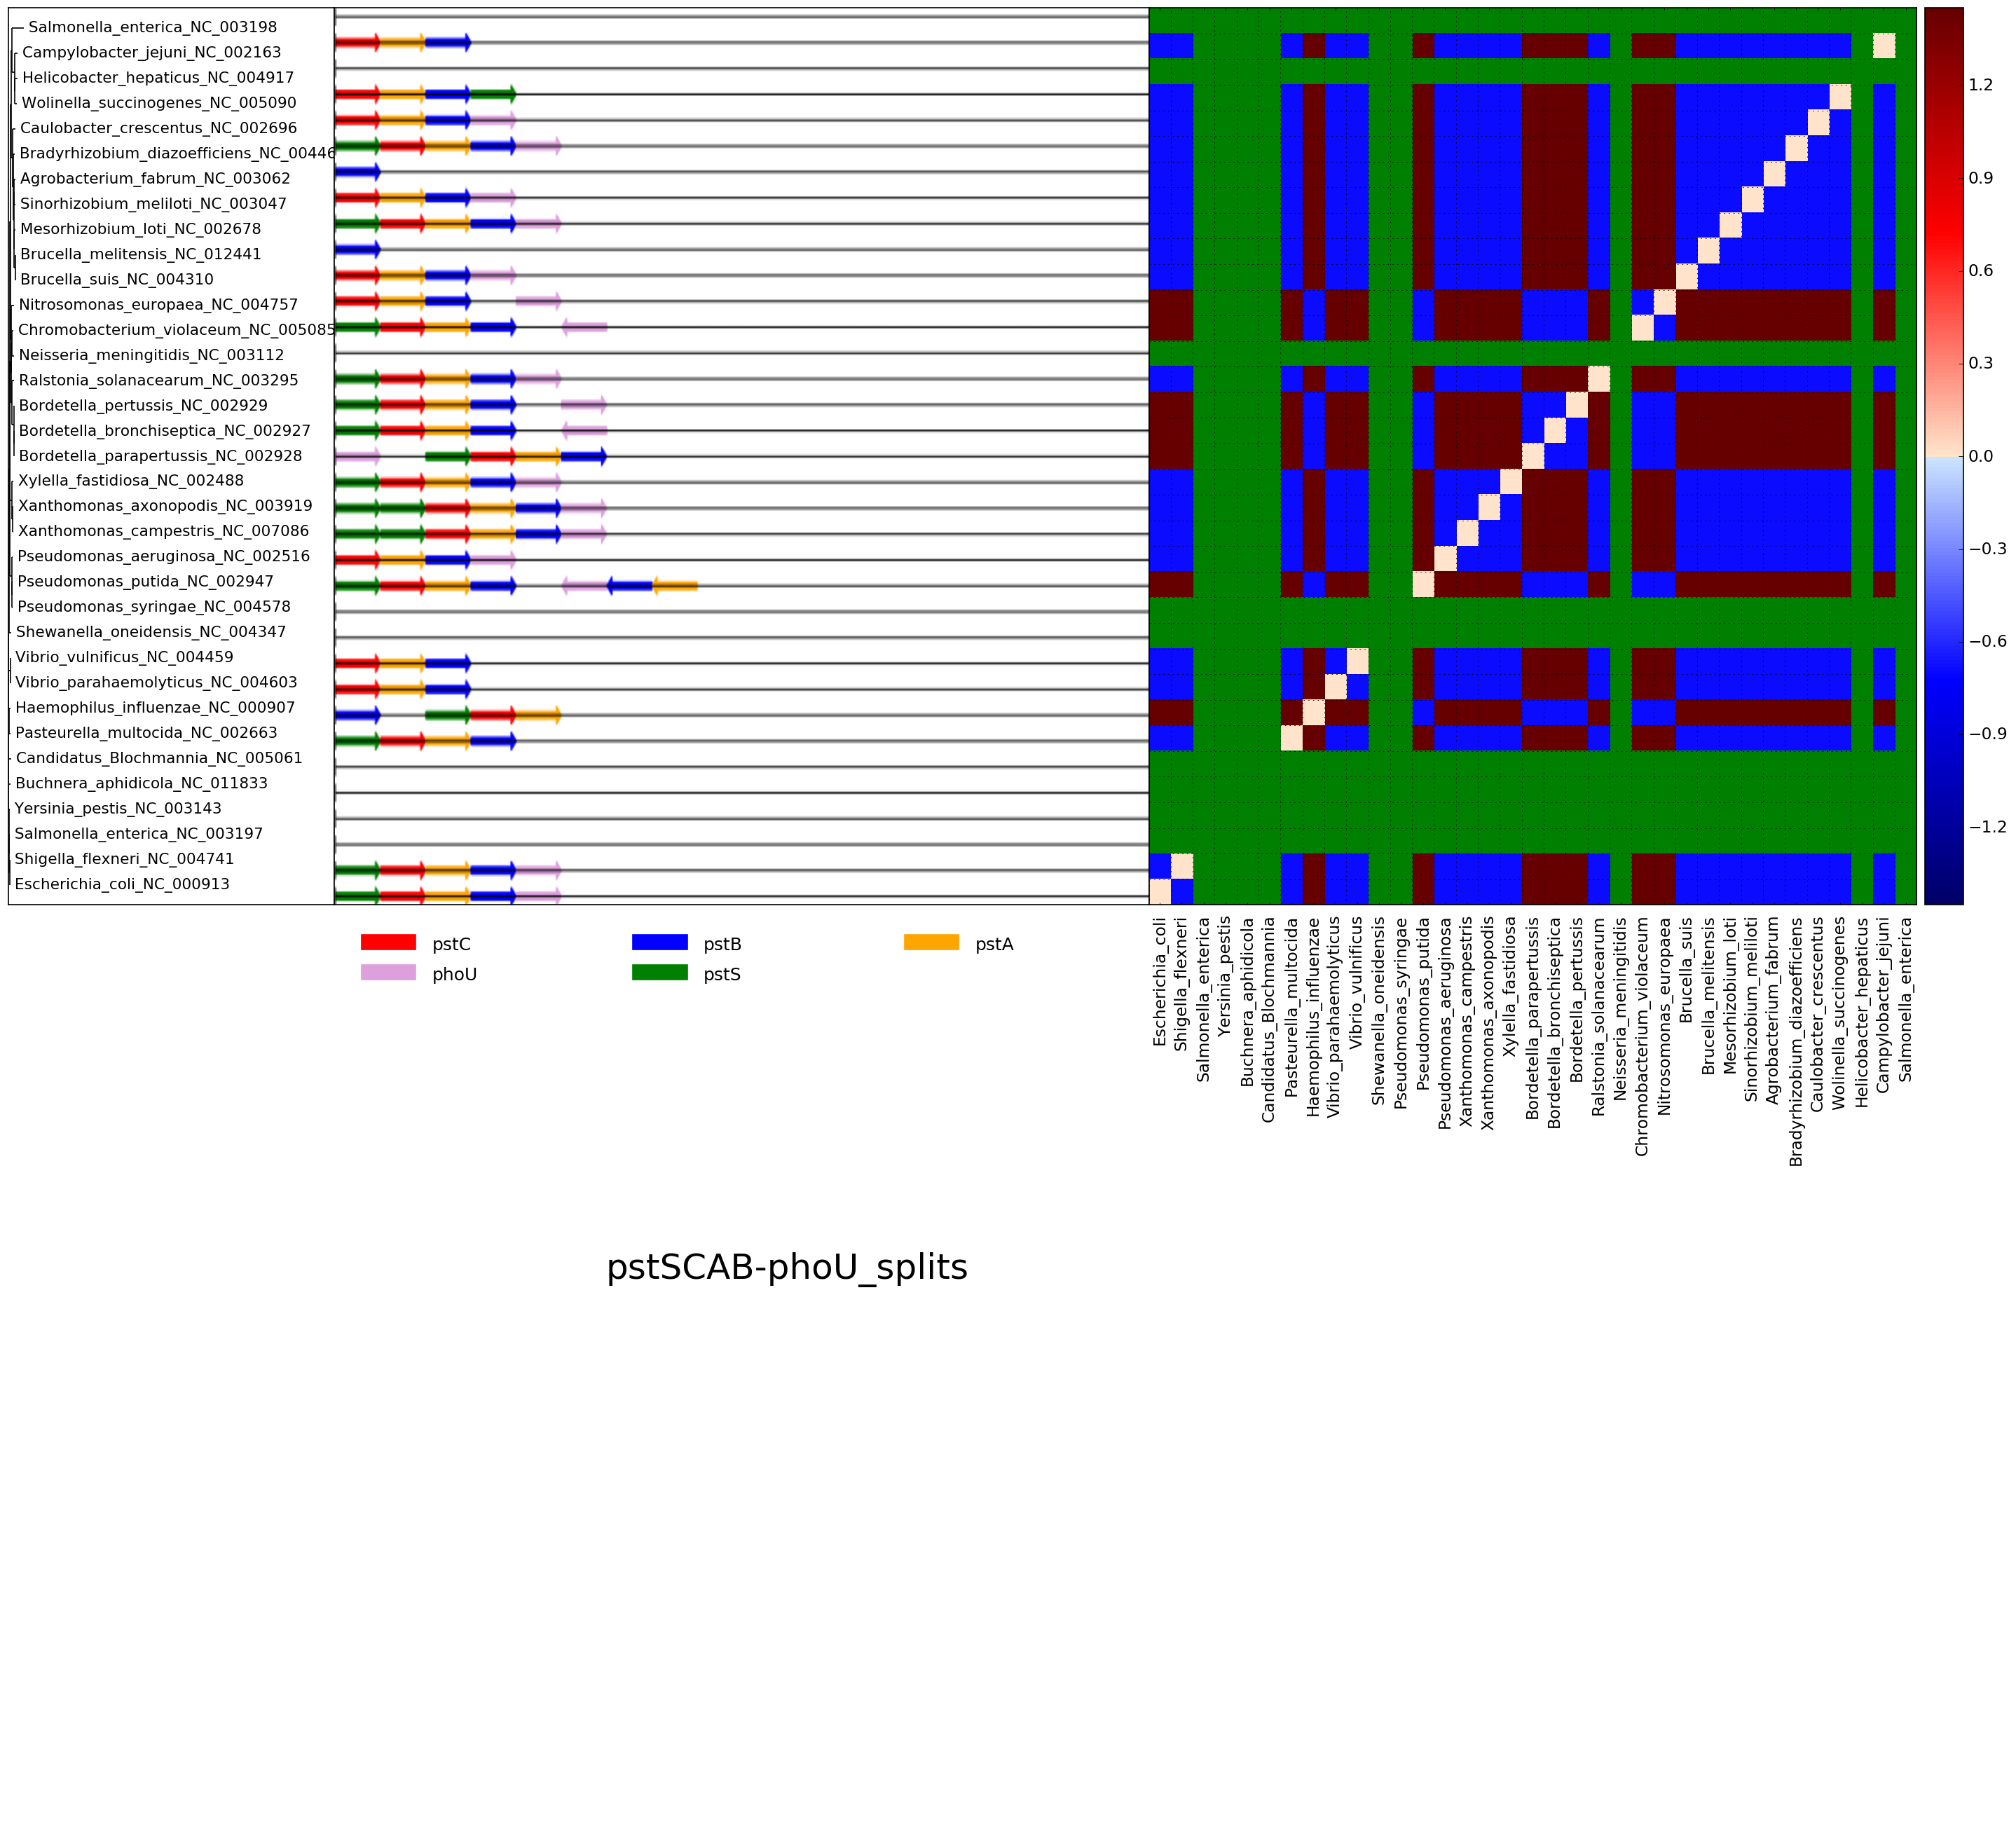 Salmonella_enterica_NC_003198
Campylobacter_jejuni_NC_002163
Helicobacter_hepaticus_NC_004917
Wolinella_succinogenes_NC_005090
Caulobacter_crescentus_NC_002696
Bradyrhizobium_diazoefficiens_NC_00446
Agrobacterium_fabrum_NC_003062
Sinorhizobium_meliloti_NC_003047
Mesorhizobium_loti_NC_002678
Brucella_melitensis_NC_012441
Brucella_suis_NC_004310
Nitrosomonas_europaea_NC_004757
Chromobacterium_violaceum_NC_005085
Neisseria_meningitidis_NC_003112
Ralstonia_solanacearum_NC_003295
Bordetella_pertussis_NC_002929
Bordetella_bronchiseptica_NC_002927
Bordetella_parapertussis_NC_002928
Xylella_fastidiosa_NC_002488
Xanthomonas_axonopodis_NC_003919
Xanthomonas_campestris_NC_007086
Pseudomonas_aeruginosa_NC_002516
Pseudomonas_putida_NC_002947
Pseudomonas_syringae_NC_004578
Shewanella_oneidensis_NC_004347
Vibrio_vulnificus_NC_004459
Vibrio_parahaemolyticus_NC_004603
Haemophilus_influenzae_NC_000907
Pasteurella_multocida_NC_002663
Candidatus_Blochmannia_NC_005061
Buchnera_aphidicola_NC_011833
Yersinia_pestis_NC_003143
Salmonella_enterica_NC_003197
Shigella_flexneri_NC_004741
Escherichia_coli_NC_000913
1.2
0.9
0.6
0.3
0.0
−0.3
−0.6
−0.9
−1.2
pstC
pstB
pstA
phoU
pstS
Escherichia_coli
Shigella_flexneri
Salmonella_enterica
Yersinia_pestis
Buchnera_aphidicola
Candidatus_Blochmannia
Pasteurella_multocida
Haemophilus_influenzae
Vibrio_parahaemolyticus
Vibrio_vulnificus
Shewanella_oneidensis
Pseudomonas_syringae
Pseudomonas_putida
Pseudomonas_aeruginosa
Xanthomonas_campestris
Xanthomonas_axonopodis
Xylella_fastidiosa
Bordetella_parapertussis
Bordetella_bronchiseptica
Bordetella_pertussis
Ralstonia_solanacearum
Neisseria_meningitidis
Chromobacterium_violaceum
Nitrosomonas_europaea
Brucella_suis
Brucella_melitensis
Mesorhizobium_loti
Sinorhizobium_meliloti
Agrobacterium_fabrum
Bradyrhizobium_diazoefficiens
Caulobacter_crescentus
Wolinella_succinogenes
Helicobacter_hepaticus
Campylobacter_jejuni
Salmonella_enterica
pstSCAB-phoU_splits